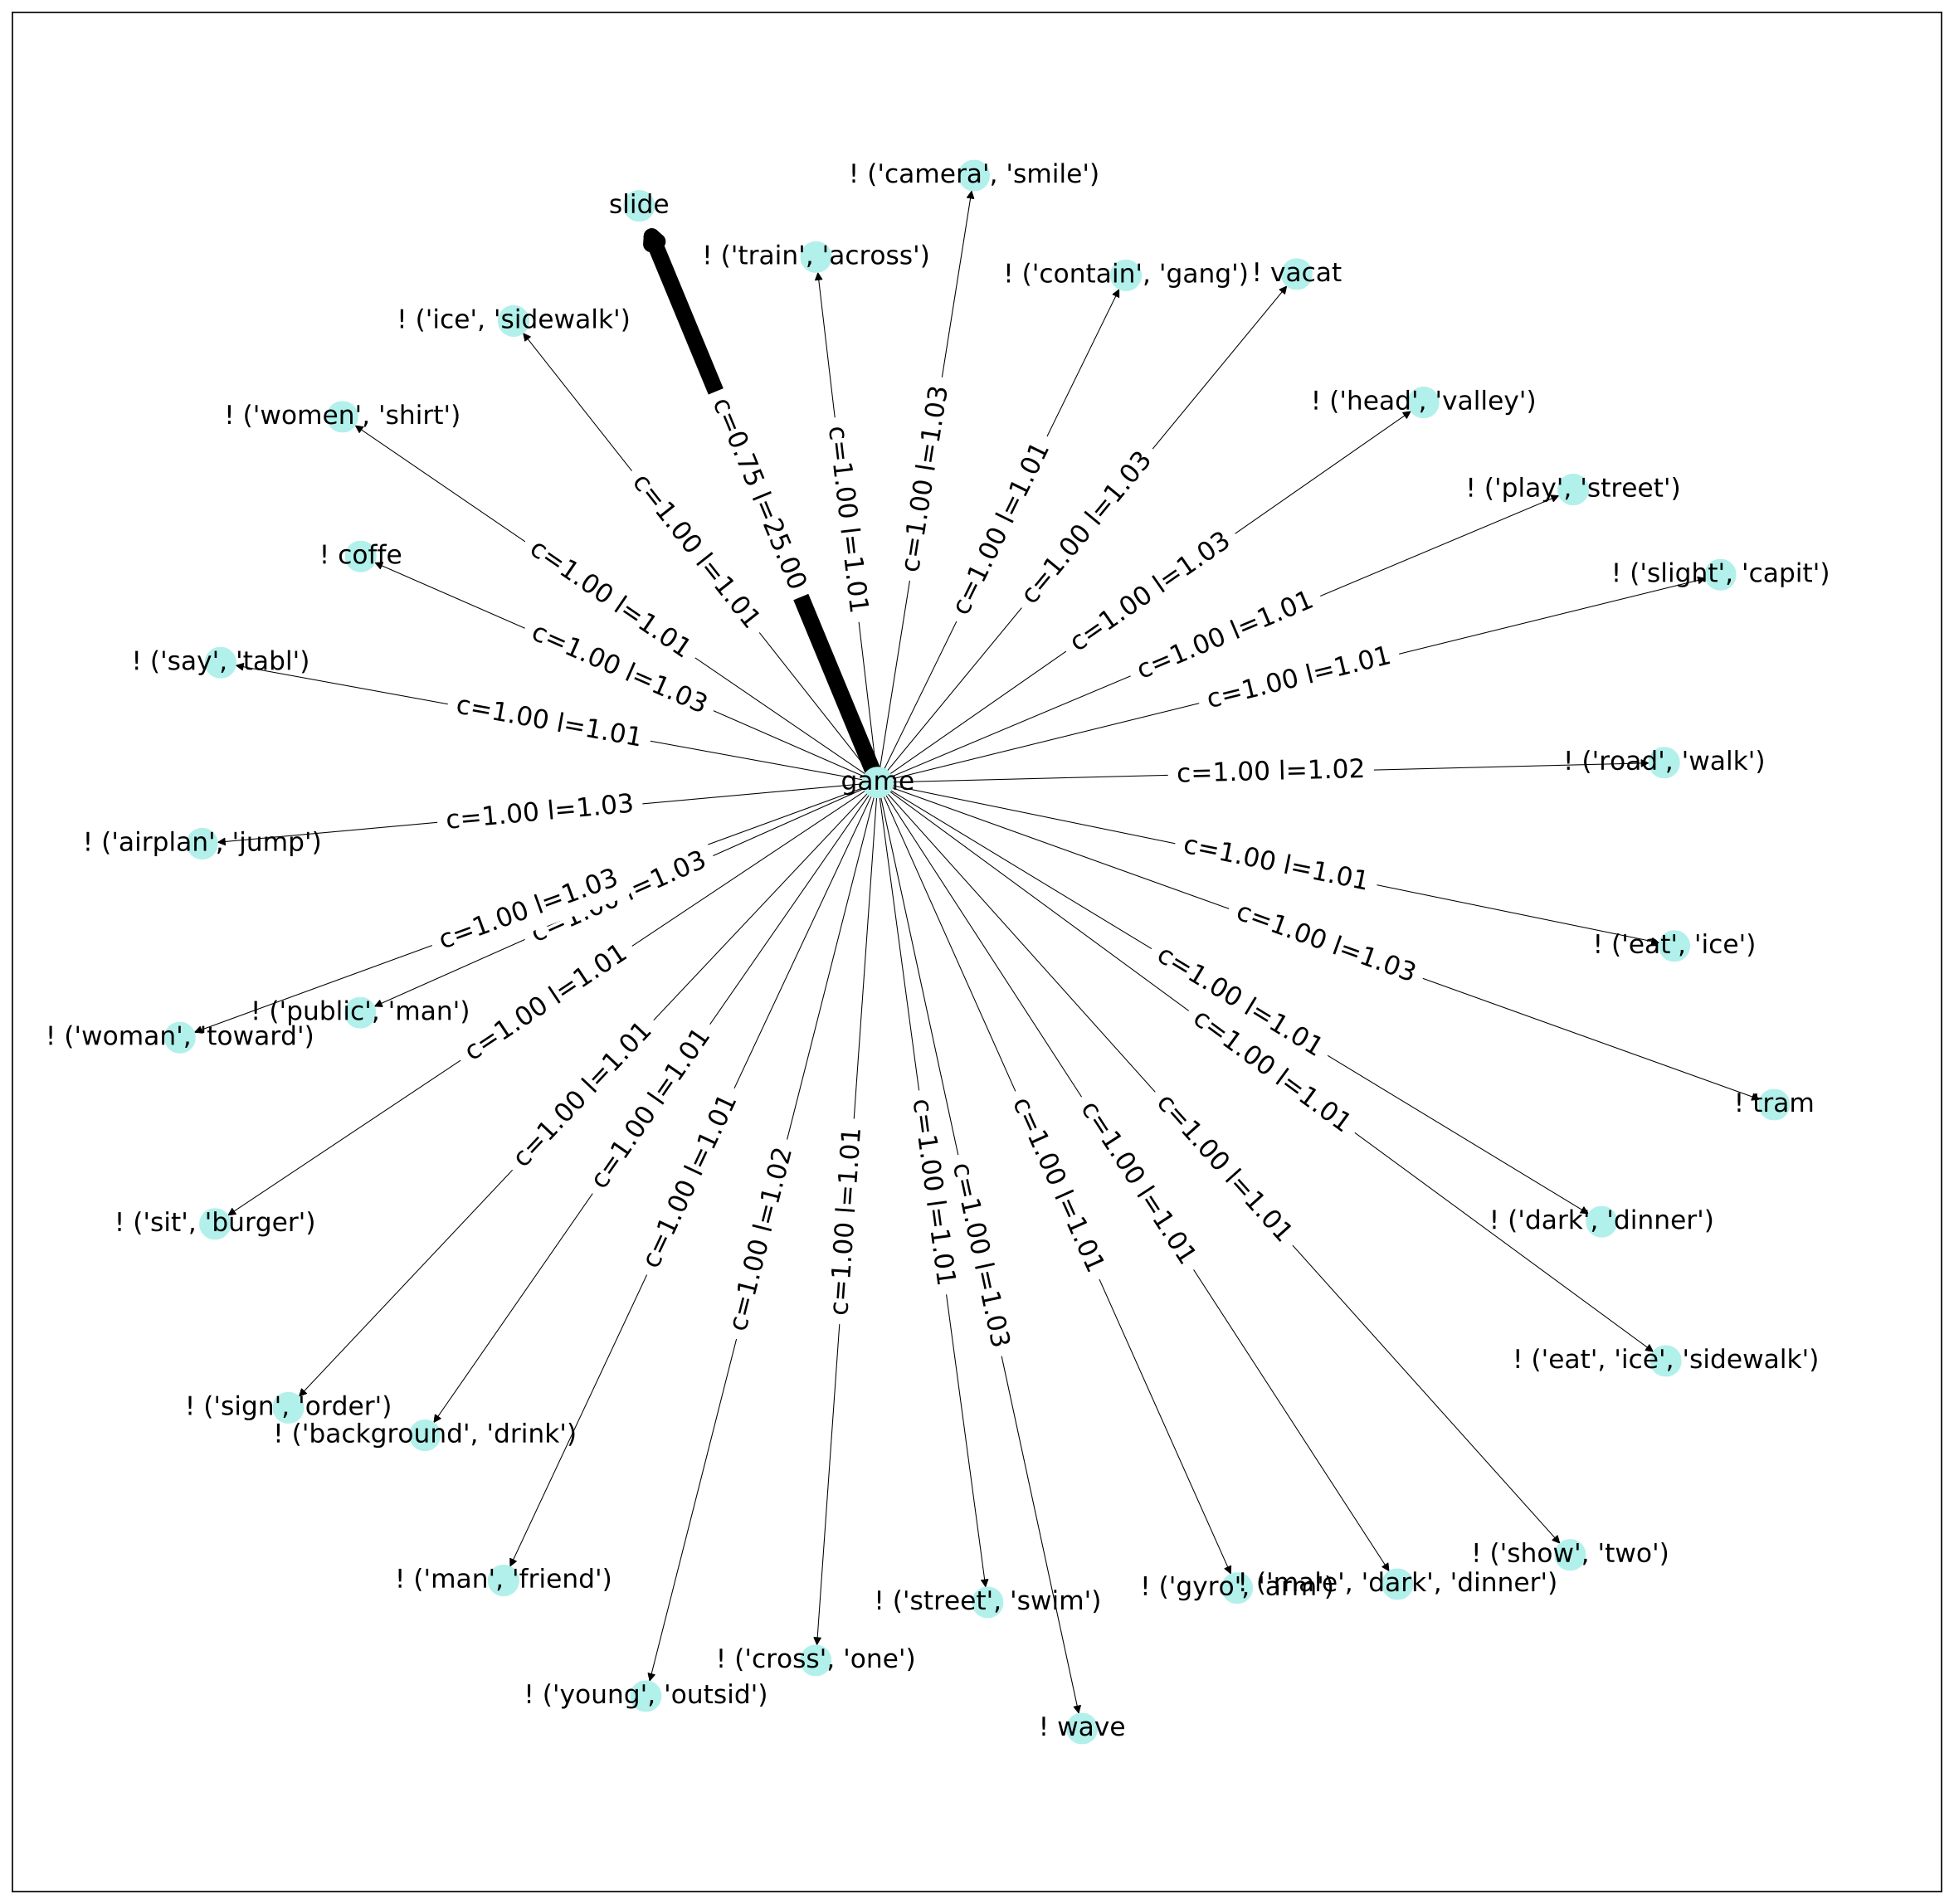 ! ('camera', 'smile')
slide
! ('train', 'across')
! ('contain', 'gang')
! vacat
! ('ice', 'sidewalk')
! ('head', 'valley')
! ('women', 'shirt')
! ('play', 'street')
! coffe
! ('slight', 'capit')
! ('say', 'tabl')
c=0.75 l=25.00
c=1.00 l=1.01
c=1.00 l=1.03
c=1.00 l=1.01
c=1.00 l=1.03
c=1.00 l=1.01
c=1.00 l=1.03
c=1.00 l=1.01
c=1.00 l=1.01
c=1.00 l=1.03
c=1.00 l=1.01
c=1.00 l=1.01
! ('road', 'walk')
c=1.00 l=1.02
game
c=1.00 l=1.03
! ('airplan', 'jump')
c=1.00 l=1.01
c=1.00 l=1.03
c=1.00 l=1.03
c=1.00 l=1.03
! ('eat', 'ice')
c=1.00 l=1.01
c=1.00 l=1.01
! ('public', 'man')
! ('woman', 'toward')
c=1.00 l=1.01
! tram
c=1.00 l=1.01
c=1.00 l=1.01
c=1.00 l=1.01
c=1.00 l=1.02
c=1.00 l=1.01
c=1.00 l=1.01
c=1.00 l=1.03
c=1.00 l=1.01
c=1.00 l=1.01
c=1.00 l=1.01
! ('sit', 'burger')
! ('dark', 'dinner')
! ('eat', 'ice', 'sidewalk')
! ('sign', 'order')
! ('background', 'drink')
! ('show', 'two')
! ('man', 'friend')
! ('gyro', 'arm')
! ('male', 'dark', 'dinner')
! ('street', 'swim')
! ('cross', 'one')
! ('young', 'outsid')
! wave